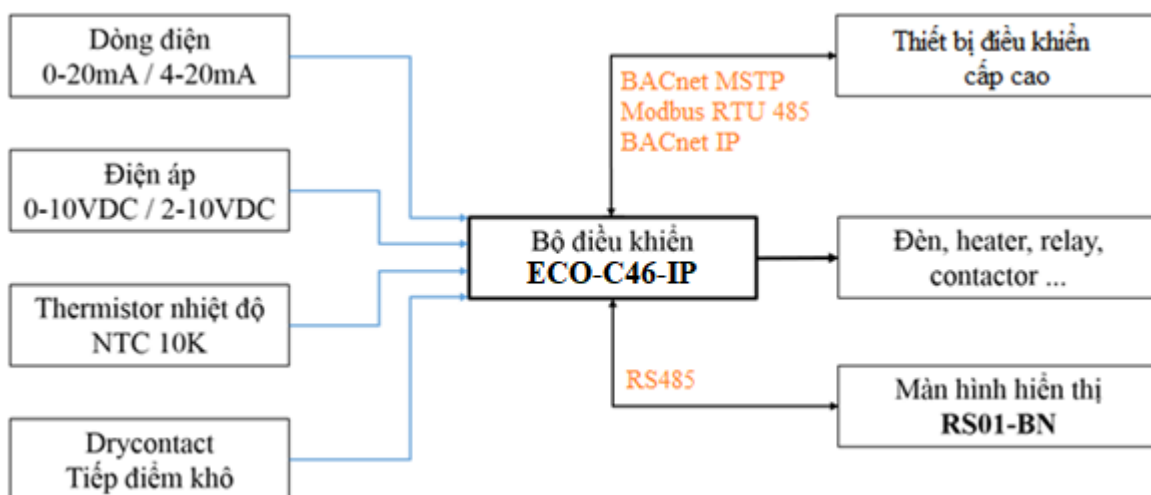 Dòng điện
0-20mA / 4-20mA
Điện áp
0-10VDC / 2-10VDC
Thermistor nhiệt độ
NTC 10K
Drycontact
Tiếp điểm khô
Bộ điều khiển
ECO-C46-IP
BACnet MSTP
Modbus RTU 485
BACnet IP
RS485
Thiết bị điều khiển
cấp cao
Đèn, heater, relay,
contactor ...
Màn hình hiển thị
RS01-BN